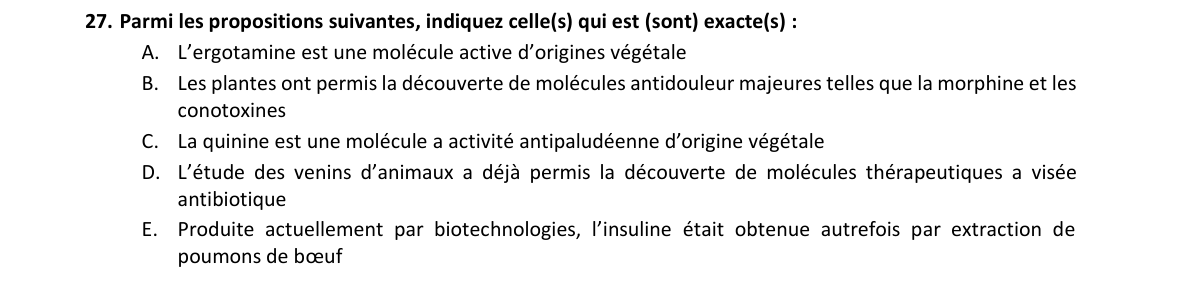 27. Parmi les propositions suivantes, indiquez celle(s) qui est (sont) exacte(s) :
A. L’ergotamine est une molécule active d’origines végétale
B. Les plantes ont permis la découverte de molécules antidouleur majeures telles que la morphine et les
conotoxines
C. La quinine est une molécule a activité antipaludéenne d’origine végétale
D. L’étude des venins d’animaux a déjà permis la découverte de molécules thérapeutiques a visée
antibiotique
E. Produite actuellement par biotechnologies, l’insuline était obtenue autrefois par extraction de
poumons de bœuf